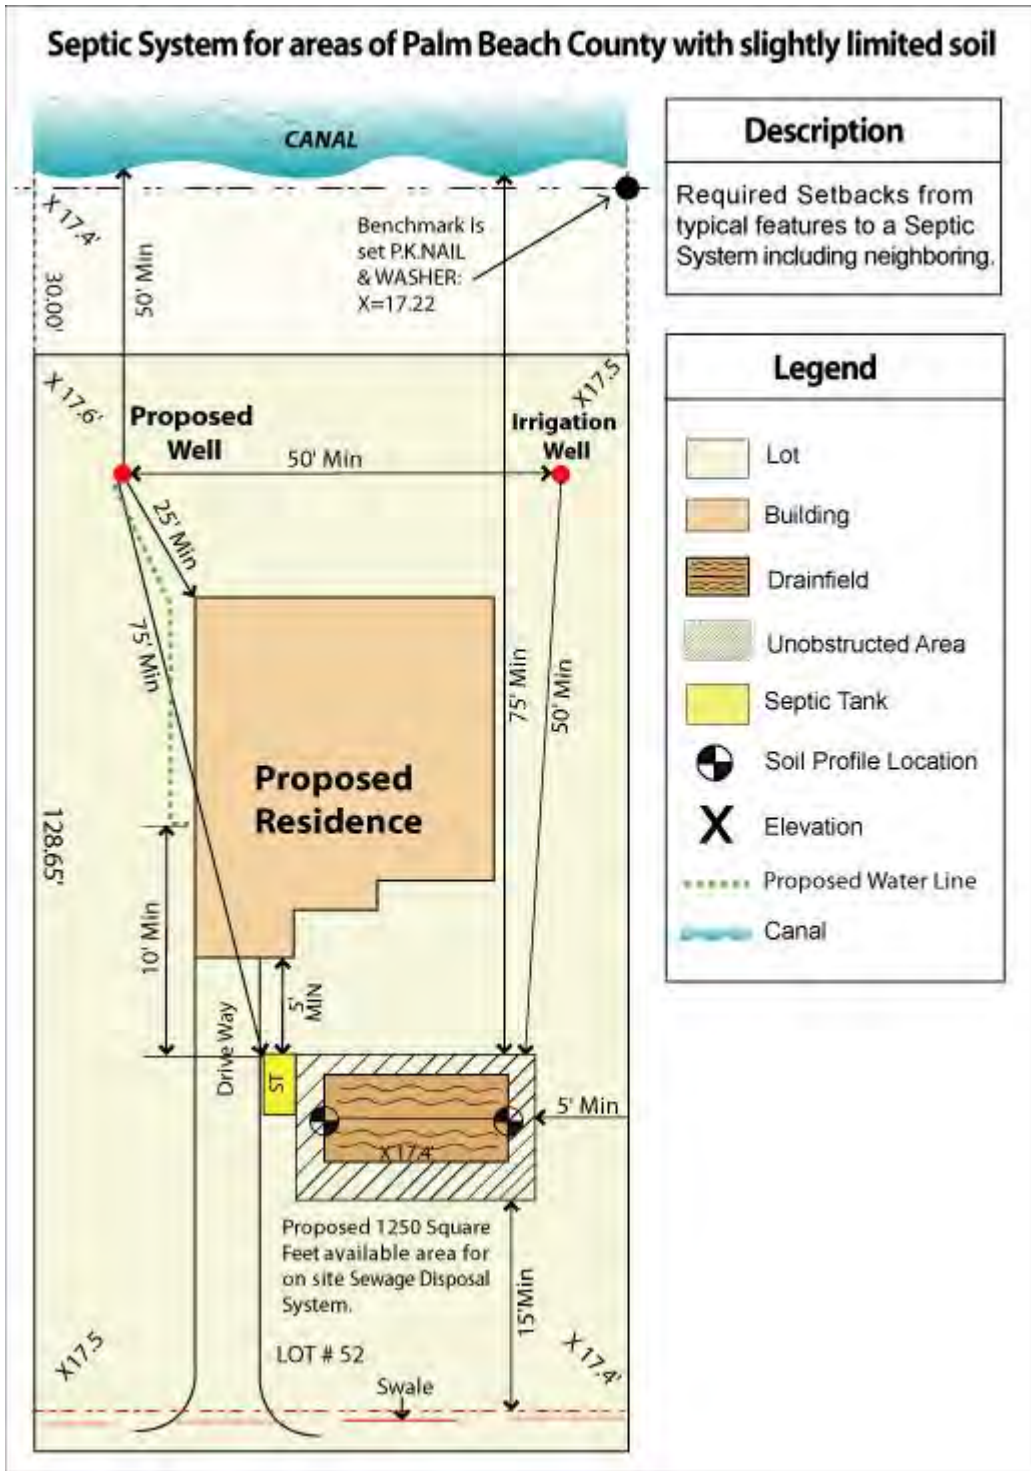 Septic System for areas of Palm Beach County with slightly limited soil
CANAL
X 17.4'
30.00'
50' Min
Benchmark Is
set P.K.NAIL
& WASHER:
X=17.22
X 17.6'
X17.5
Proposed
Well
50' Min
Irrigation
Well
25' Min
75' Min
75' Min
50' Min
Proposed
Residence
128.65'
10' Min
Drive Way
5'
MIN
ST
X 17.4'
5' Min
Proposed 1250 Square
Feet available area for
on site Sewage Disposal
System.
15'Min
LOT # 52
X17.5
X 17.4'
Swale
Description
Required Setbacks from
typical features to a Septic
System including neighboring.
Legend
Lot
Building
Drainfield
Unobstructed Area
Septic Tank
Soil Profile Location
X
Elevation
Proposed Water Line
Canal